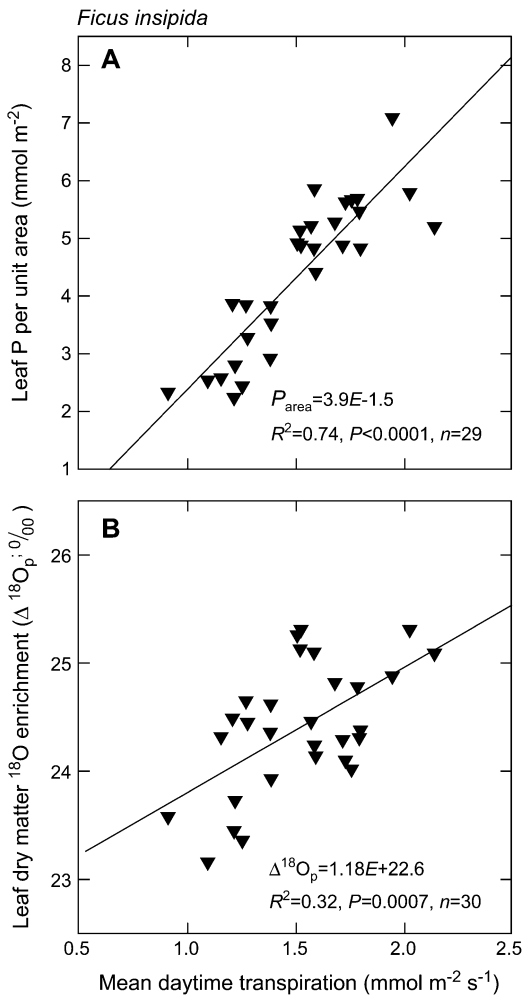 Ficus insipida
A
Leaf P per unit area (mmol m-2)
8
7
6
5
4
3
2
1
Parea=3.9E-1.5
R2=0.74, P<0.0001, n=29
B
Leaf dry matter 18O enrichment (Δ 18Op; 0/00)
26
25
24
23
Δ18Op=1.18E+22.6
R2=0.32, P=0.0007, n=30
0.5 1.0 1.5 2.0 2.5
Mean daytime transpiration (mmol m-2 s-1)